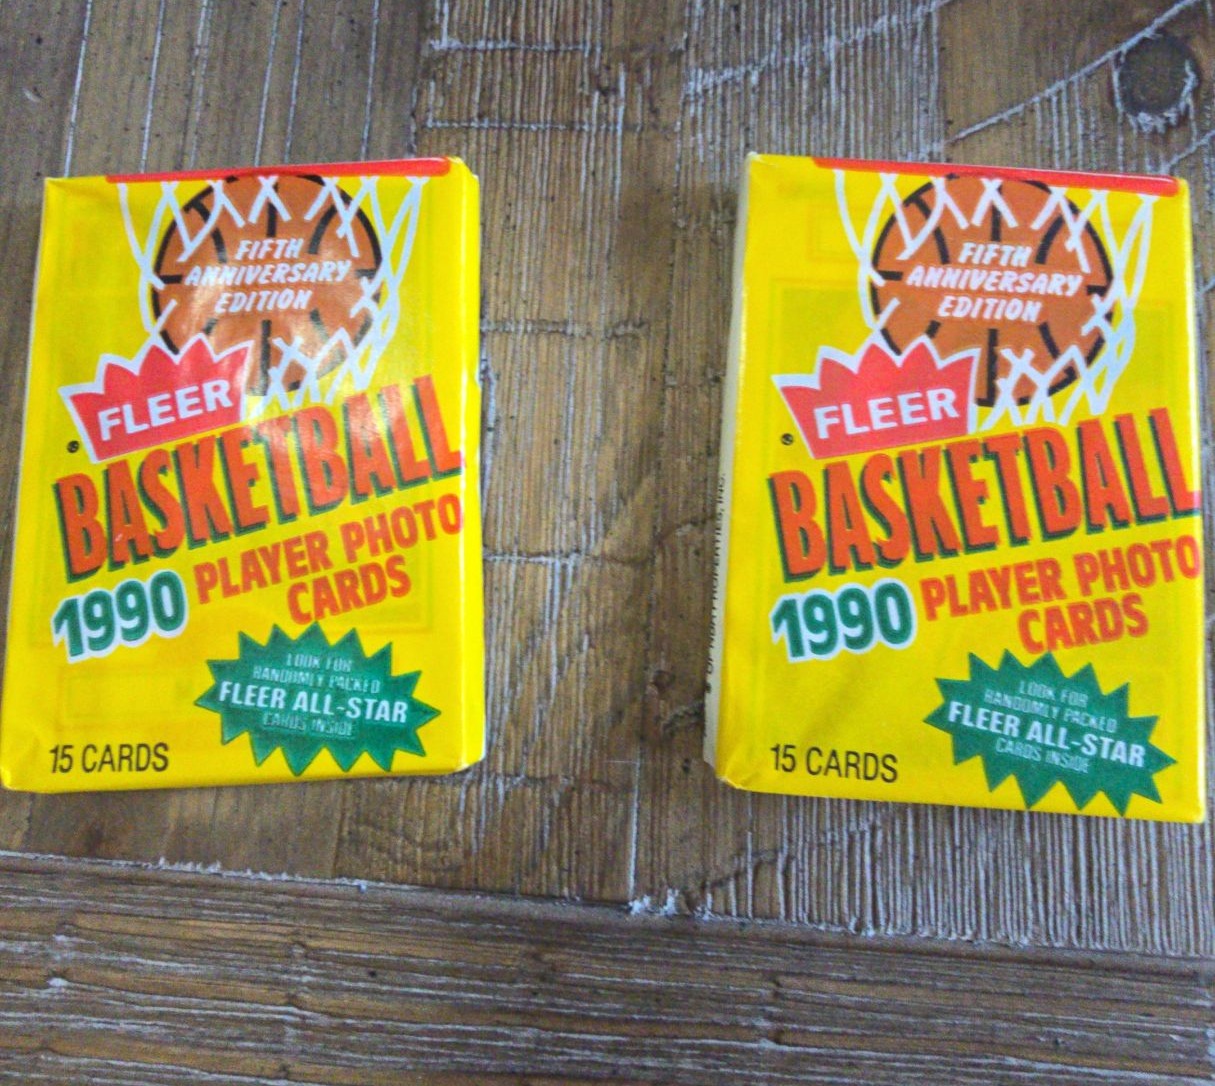 FIFTH
ANNIVERSARY
EDITION
FLEER
®
BASKETBALL
1990 PLAYER PHOTO
CARDS
LOOK FOR
RANDOMLY PACKED
FLEER ALL-STAR
CARDS INSIDE
15 CARDS
FIFTH
ANNIVERSARY
EDITION
FLEER
®
BASKETBALL
1990 PLAYER PHOTO
CARDS
LOOK FOR
RANDOMLY PACKED
FLEER ALL-STAR
CARDS INSIDE
15 CARDS
PROPERTIES, INC.